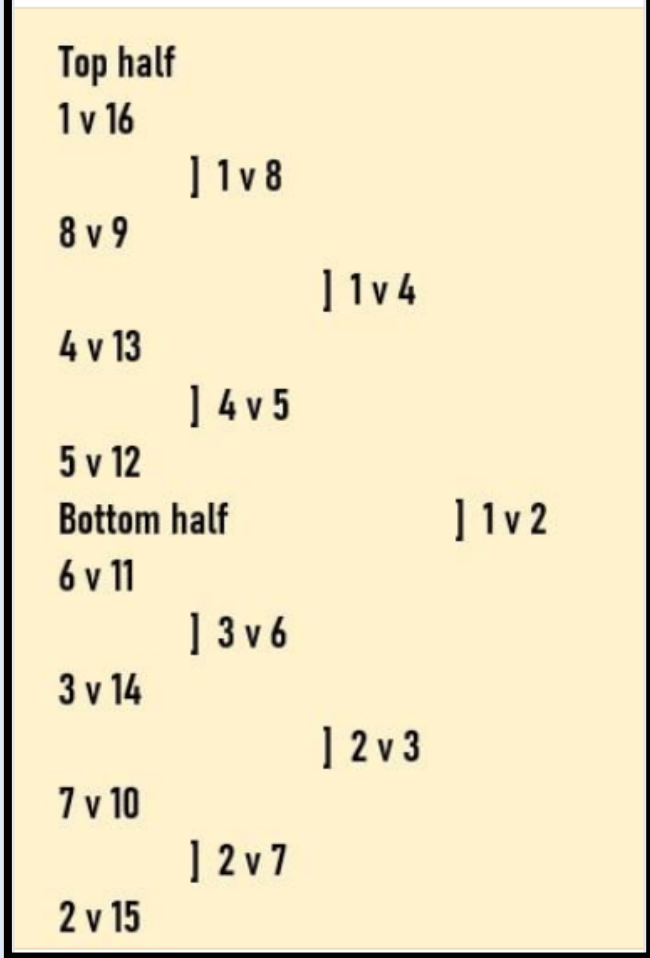 Top half
1 v 16
] 1 v 8
8 v 9
] 1 v 4
4 v 13
] 4 v 5
5 v 12
Bottom half ] 1 v 2
6 v 11
] 3 v 6
3 v 14
] 2 v 3
7 v 10
] 2 v 7
2 v 15